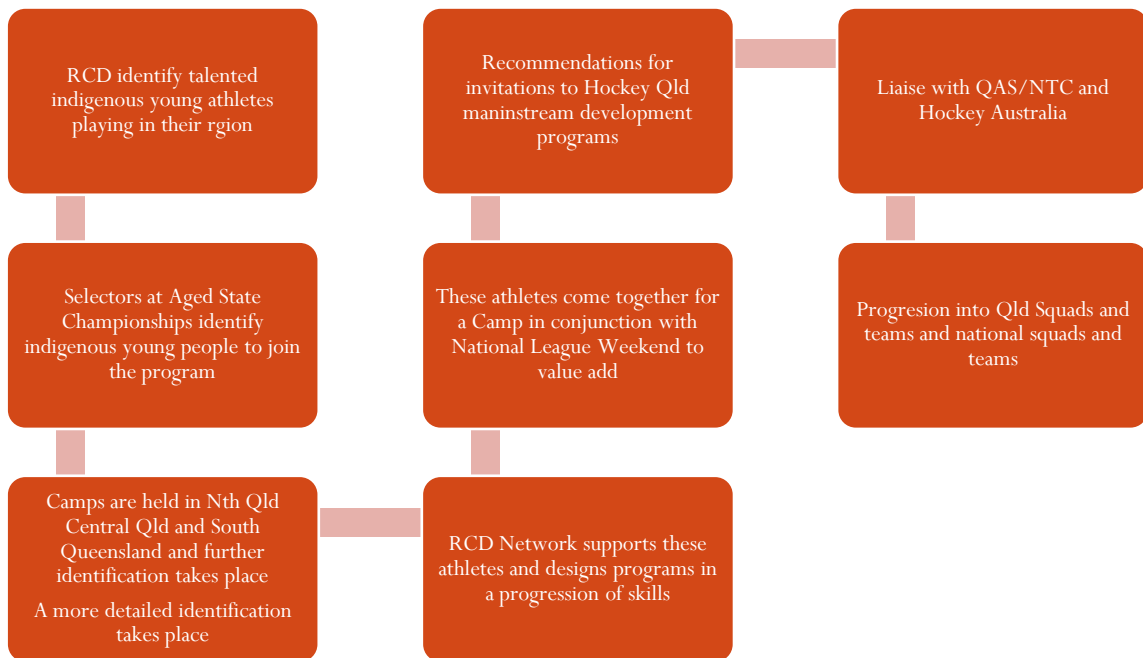 RCD identify talented
indigenous young athletes
playing in their rgion
Selectors at Aged State
Championships identify
indigenous young people to join
the program
Camps are held in Nth Qld
Central Qld and South
Queensland and further
identification takes place
A more detailed identification
takes place
RCD Network supports these
athletes and designs programs in
a progression of skills
These athletes come together for
a Camp in conjunction with
National League Weekend to
value add
Recommendations for
invitations to Hockey Qld
maninstream development
programs
Liaise with QAS/NTC and
Hockey Australia
Progresion into Qld Squads and
teams and national squads and
teams